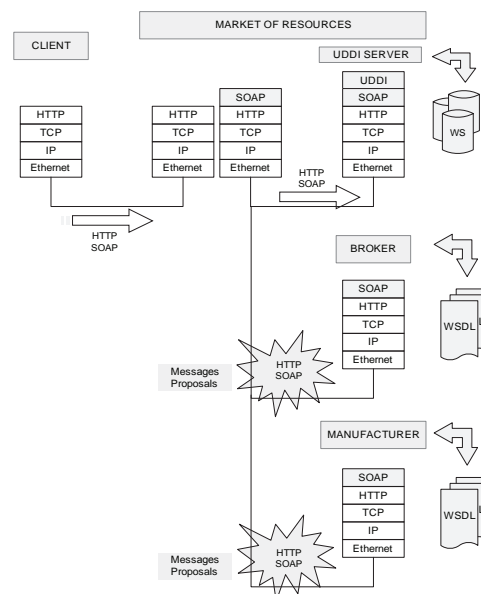 MARKET OF RESOURCES
CLIENT
UDDI SERVER
UDDI
SOAP
SOAP
HTTP
HTTP
HTTP
HTTP
TCP
TCP
TCP
TCP
IP
IP
IP
IP
Ethernet
Ethernet
Ethernet
Ethernet
WS
HTTP
SOAP
HTTP
SOAP
BROKER
SOAP
HTTP
TCP
IP
Ethernet
WSDL
Messages
Proposals
HTTP
SOAP
MANUFACTURER
SOAP
HTTP
TCP
IP
Ethernet
WSDL
Messages
Proposals
HTTP
SOAP